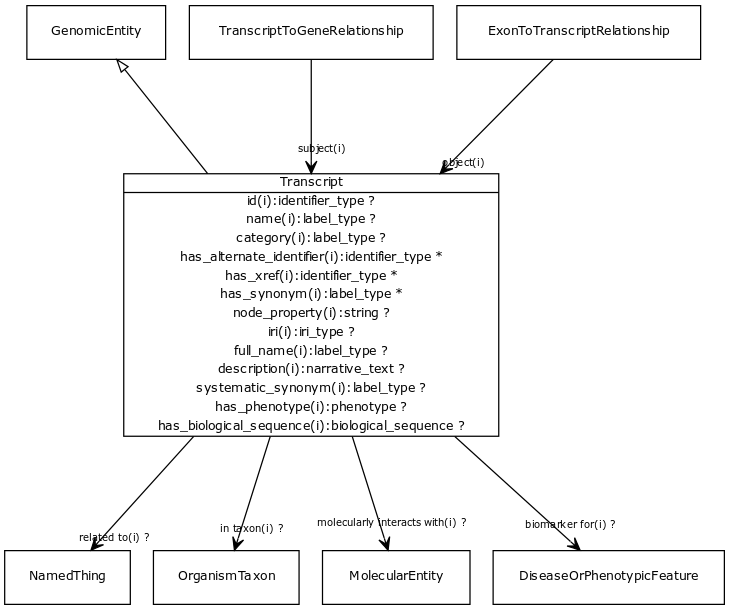 GenomicEntity
TranscriptToGeneRelationship
ExonToTranscriptRelationship
subject(i)
object(i)
Transcript
id(i):identifier_type ?
name(i):label_type ?
category(i):label_type ?
has_alternate_identifier(i):identifier_type *
has_xref(i):identifier_type *
has_synonym(i):label_type *
node_property(i):string ?
iri(i):iri_type ?
full_name(i):label_type ?
description(i):narrative_text ?
systematic_synonym(i):label_type ?
has_phenotype(i):phenotype ?
has_biological_sequence(i):biological_sequence ?
related to(i) ?
in taxon(i) ?
molecularly interacts with(i) ?
biomarker for(i) ?
NamedThing
OrganismTaxon
MolecularEntity
DiseaseOrPhenotypicFeature